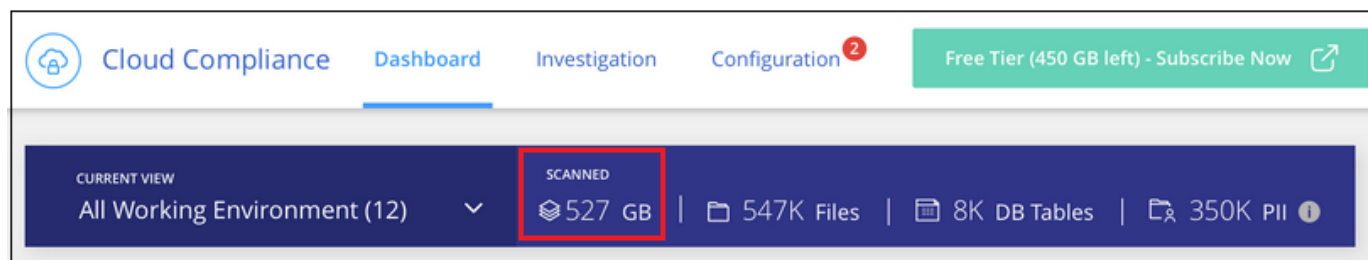 Cloud Compliance Dashboard Investigation Configuration 2 Free Tier (450 GB left) - Subscribe Now
CURRENT VIEW
All Working Environment (12)
SCANNED
527 GB | 547K Files | 8K DB Tables | 350K PII i